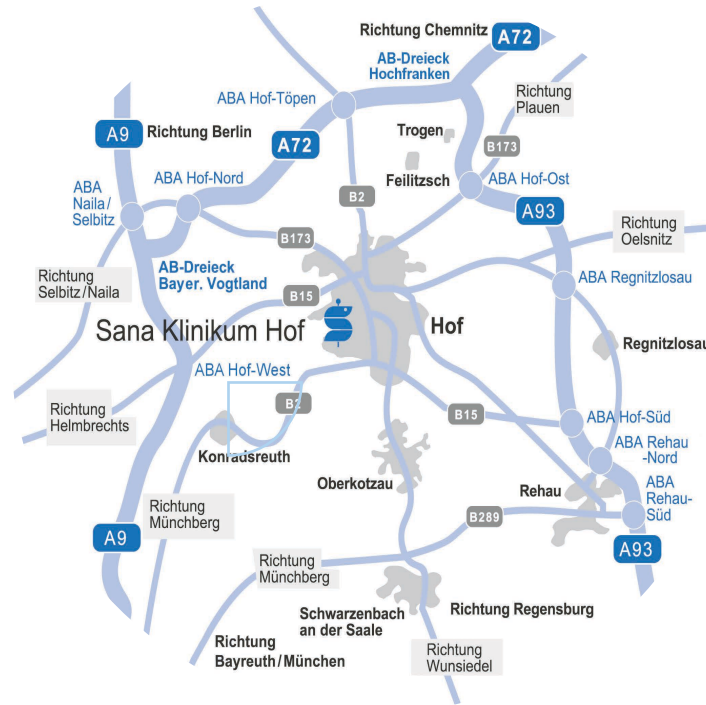 Richtung Chemnitz
A72
AB-Dreieck
Hochfranken
ABA Hof-Töpen
Richtung
Plauen
A9
Richtung Berlin
A72
Trogen
B173
Feilitzsch
ABA
Naila/
Selbitz
ABA Hof-Nord
B2
ABA Hof-Ost
A93
Richtung
Oelsnitz
B173
AB-Dreieck
Bayer. Vogtland
Richtung
Selbitz/Naila
ABA Regnitzlosau
B15
Sana Klinikum Hof
Hof
Regnitzlosau
ABA Hof-West
Richtung
Helmbrechts
B2
B15
ABA Hof-Süd
Konradsreuth
ABA Rehau
-Nord
Oberkotzau
Rehau
ABA
Rehau-
Süd
Richtung
Münchberg
B289
A9
A93
Richtung
Münchberg
Schwarzenbach
an der Saale
Richtung Regensburg
Richtung
Bayreuth/München
Richtung
Wunsiedel